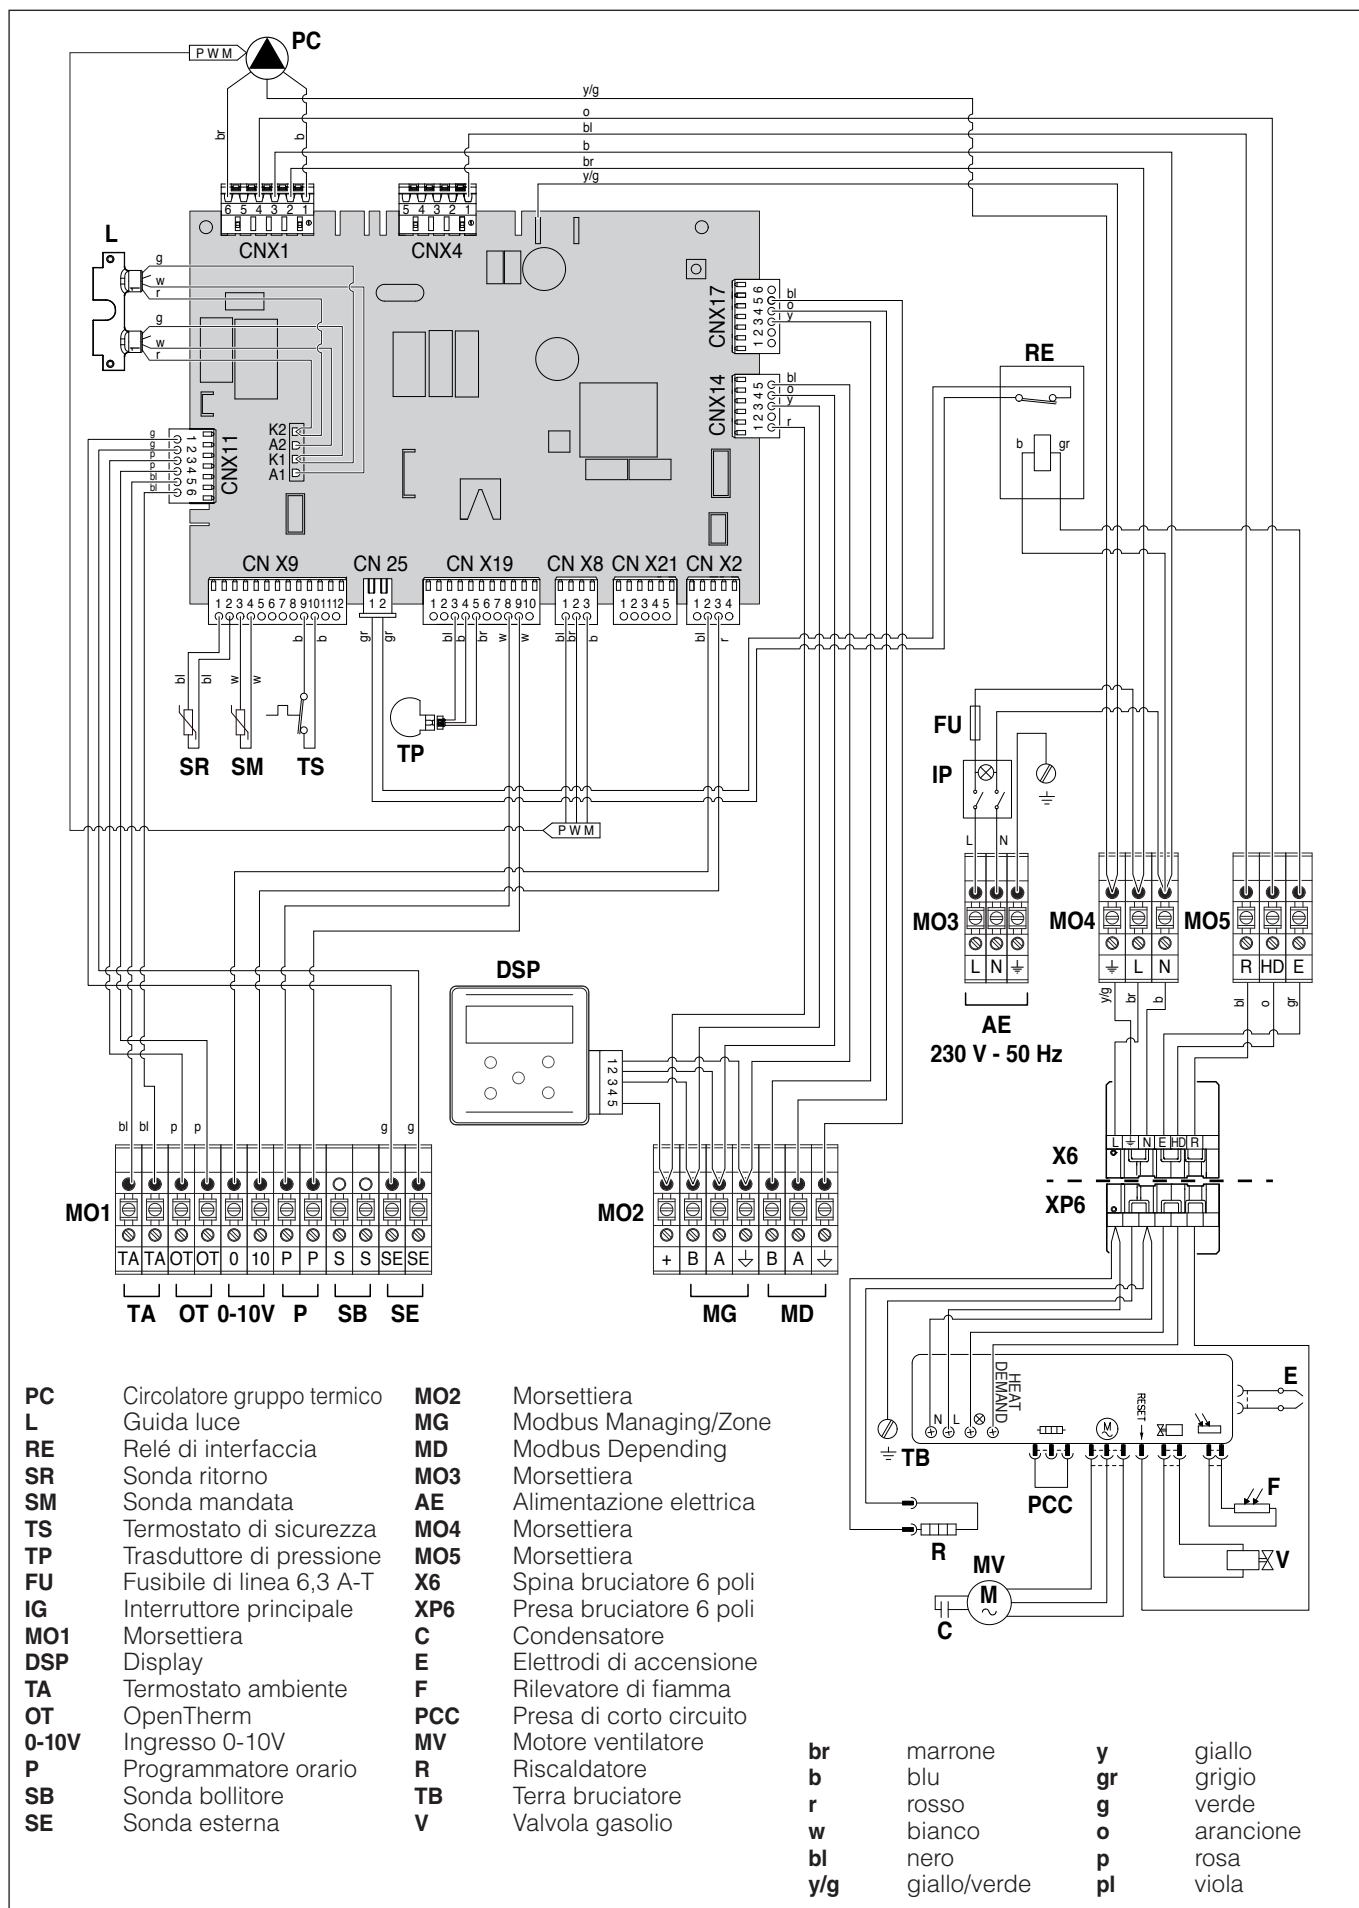 PC
PWM
y/g
o
bl
b
br
y/g
br
b
6 5 4 3 2 1
CNX1
5 4 3 2 1
CNX4
L
g
w
r
g
w
r
K2
A2
K1
A1
CNX17
1 2 3 4 5 6
bl
o
y
CNX14
1 2 3 4 5
bl
o
y
r
RE
b
gr
g
g
p
p
bl
bl
1 2 3 4 5 6
CNX11
CN X9
CN 25
CN X19
CN X8
CN X21
CN X2
1 2 3 4 5 6 7 8 9 10 11 12
1 2
1 2 3 4 5 6 7 8 9 10
1 2 3
1 2 3 4 5
1 2 3 4
bl
bl
w
w
b
b
gr
gr
bl
b
br
w
w
bl
br
b
bl
r
SR
SM
TS
TP
PWM
FU
IP
L
N
MO3
L N
AE
230 V - 50 Hz
MO4
L N
MO5
R HD E
y/g
br
b
bl
o
gr
DSP
1 2 3 4 5
bl
bl
p
p
g
g
MO1
TA TA OT OT 0 10 P P S S SE SE
TA
OT
0-10V
P
SB
SE
MO2
+ B A B A
MG
MD
L N E HD R
X6
XP6
N
L
HEAT DEMAND
RESET
E
TB
PCC
F
R
MV
M
C
V
PC Circolatore gruppo termico
L Guida luce
RE Relé di interfaccia
SR Sonda ritorno
SM Sonda mandata
TS Termostato di sicurezza
TP Trasduttore di pressione
FU Fusibile di linea 6,3 A-T
IG Interruttore principale
MO1 Morsettiera
DSP Display
TA Termostato ambiente
OT OpenTherm
0-10V Ingresso 0-10V
P Programmatore orario
SB Sonda bollitore
SE Sonda esterna
MO2 Morsettiera
MG Modbus Managing/Zone
MD Modbus Depending
MO3 Morsettiera
AE Alimentazione elettrica
MO4 Morsettiera
MO5 Morsettiera
X6 Spina bruciatore 6 poli
XP6 Presa bruciatore 6 poli
C Condensatore
E Elettrodi di accensione
F Rilevatore di fiamma
PCC Presa di corto circuito
MV Motore ventilatore
R Riscaldatore
TB Terra bruciatore
V Valvola gasolio
br marrone
b blu
r rosso
w bianco
bl nero
y/g giallo/verde
y giallo
gr grigio
g verde
o arancione
p rosa
pl viola